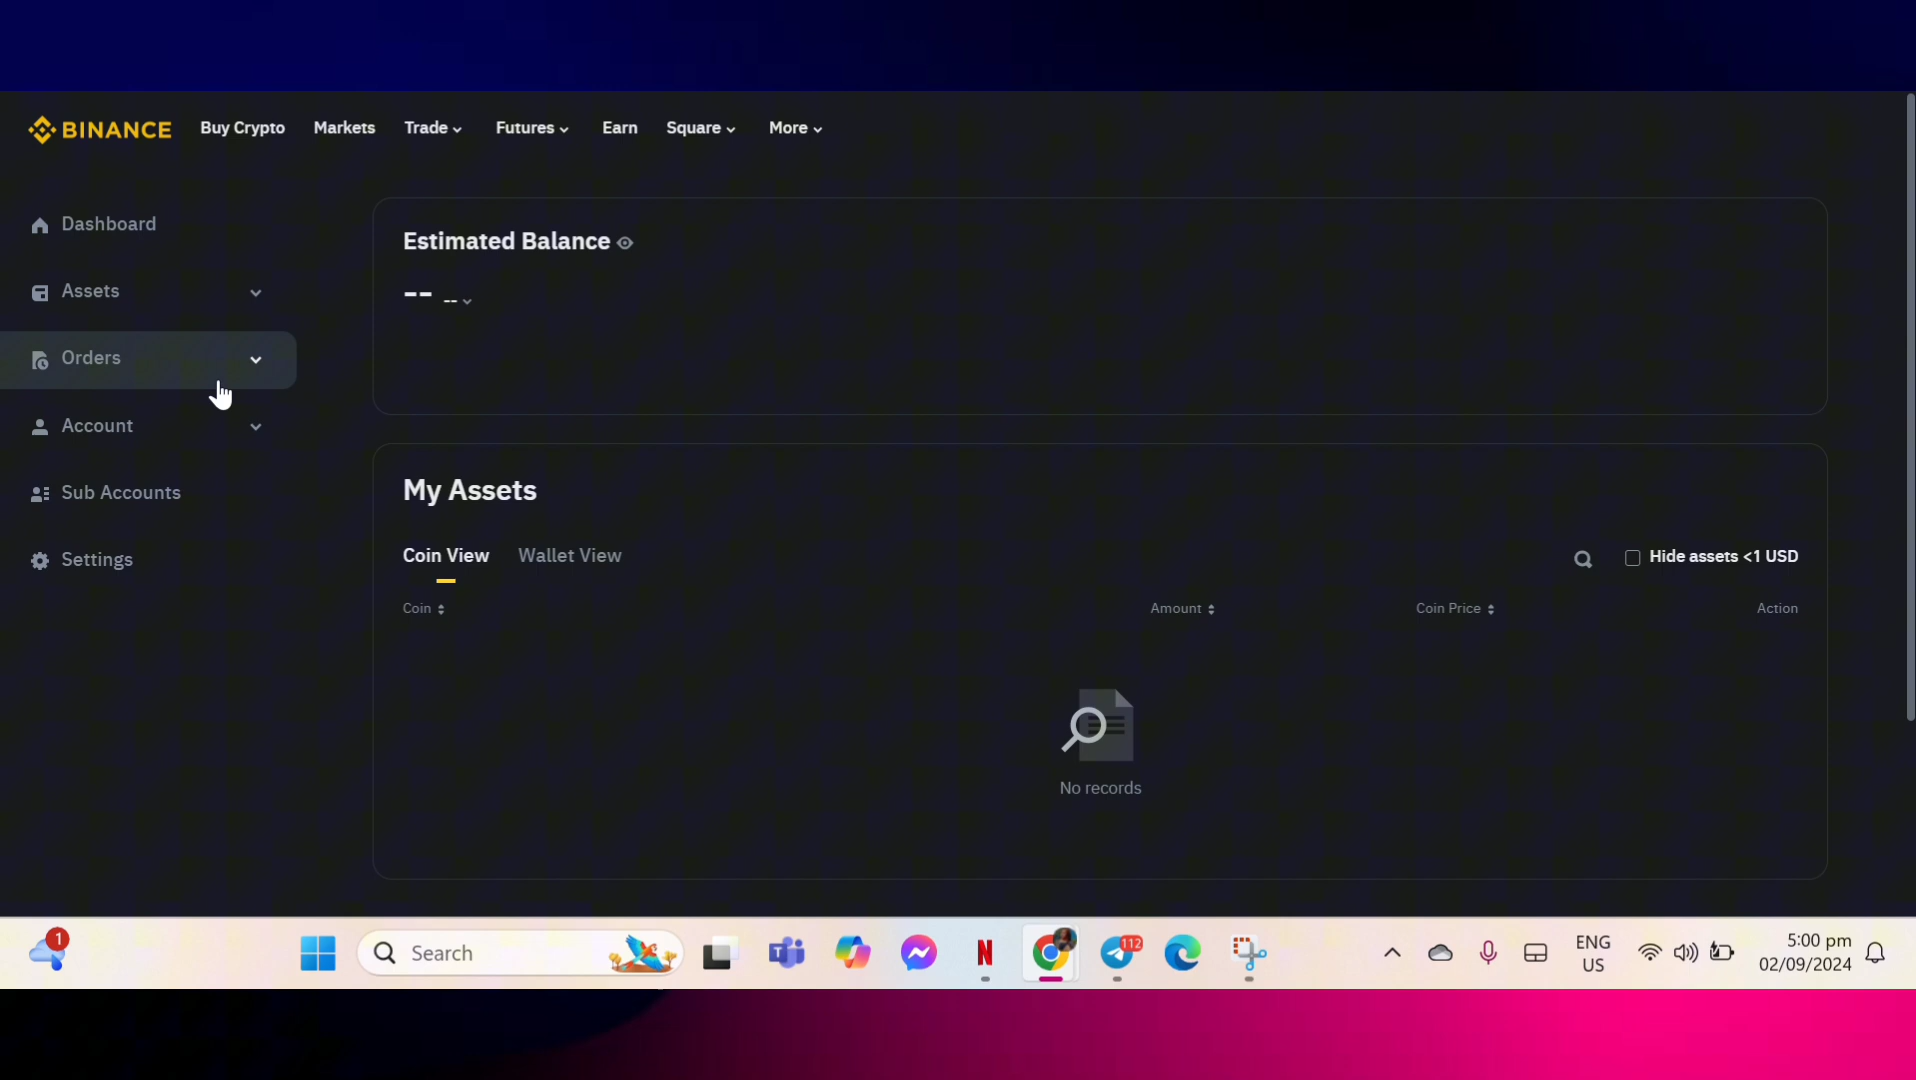 BINANCE
Buy Crypto
Markets
Trade
Futures
Earn
Square
More
Dashboard
Assets
Orders
Account
Sub Accounts
Settings
Estimated Balance
-- --
My Assets
Coin View
Wallet View
Hide assets <1 USD
Coin
Amount
Coin Price
Action
No records
1
Search
T
N
112
ENG
US
5:00 pm
02/09/2024